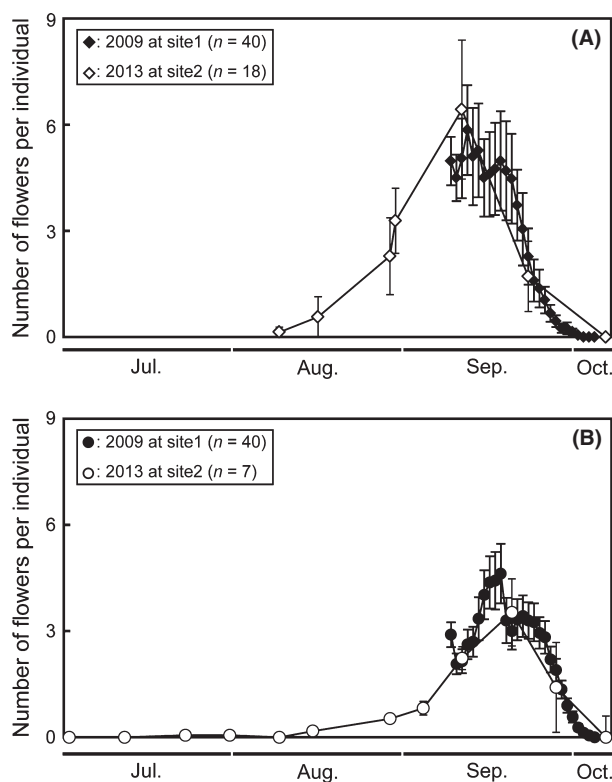 9
(A)
◆: 2009 at site1 (n = 40)
◇: 2013 at site2 (n = 18)
6
3
0
Number of flowers per individual
Jul. Aug. Sep. Oct.
9
(B)
●: 2009 at site1 (n = 40)
○: 2013 at site2 (n = 7)
6
3
0
Number of flowers per individual
Jul. Aug. Sep. Oct.